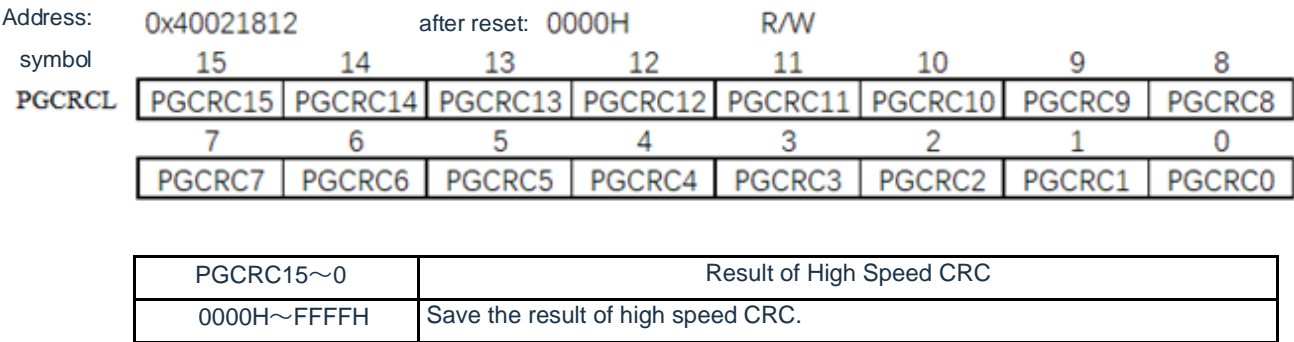 Address: 0x40021812 after reset: 0000H R/W
symbol 15 14 13 12 11 10 9 8
PGCRCL PGCRC15 PGCRC14 PGCRC13 PGCRC12 PGCRC11 PGCRC10 PGCRC9 PGCRC8
7 6 5 4 3 2 1 0
PGCRC7 PGCRC6 PGCRC5 PGCRC4 PGCRC3 PGCRC2 PGCRC1 PGCRC0
PGCRC15～0 Result of High Speed CRC
0000H～FFFFH Save the result of high speed CRC.